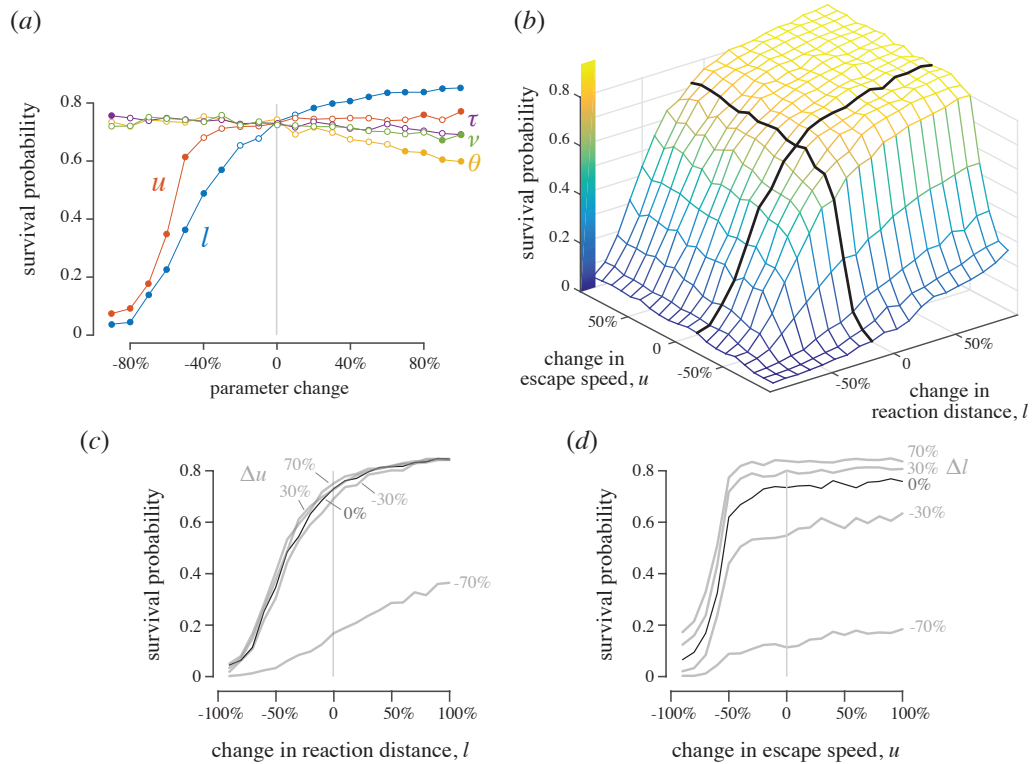 (a)
survival probability
0.8
0.6
0.4
0.2
0
u
l
τ
ν
θ
-80%
-40%
0
40%
80%
parameter change
(b)
survival probability
0.8
0.6
0.4
0.2
0
50%
0
-50%
change in
escape speed, u
-50%
0
50%
change in
reaction distance, l
(c)
survival probability
0.8
0.6
0.4
0.2
0
Δu
70%
30%
0%
-30%
-70%
-100%
-50%
0
50%
100%
change in reaction distance, l
(d)
survival probability
0.8
0.6
0.4
0.2
0
70%
30%
Δl
0%
-30%
-70%
-100%
-50%
0
50%
100%
change in escape speed, u